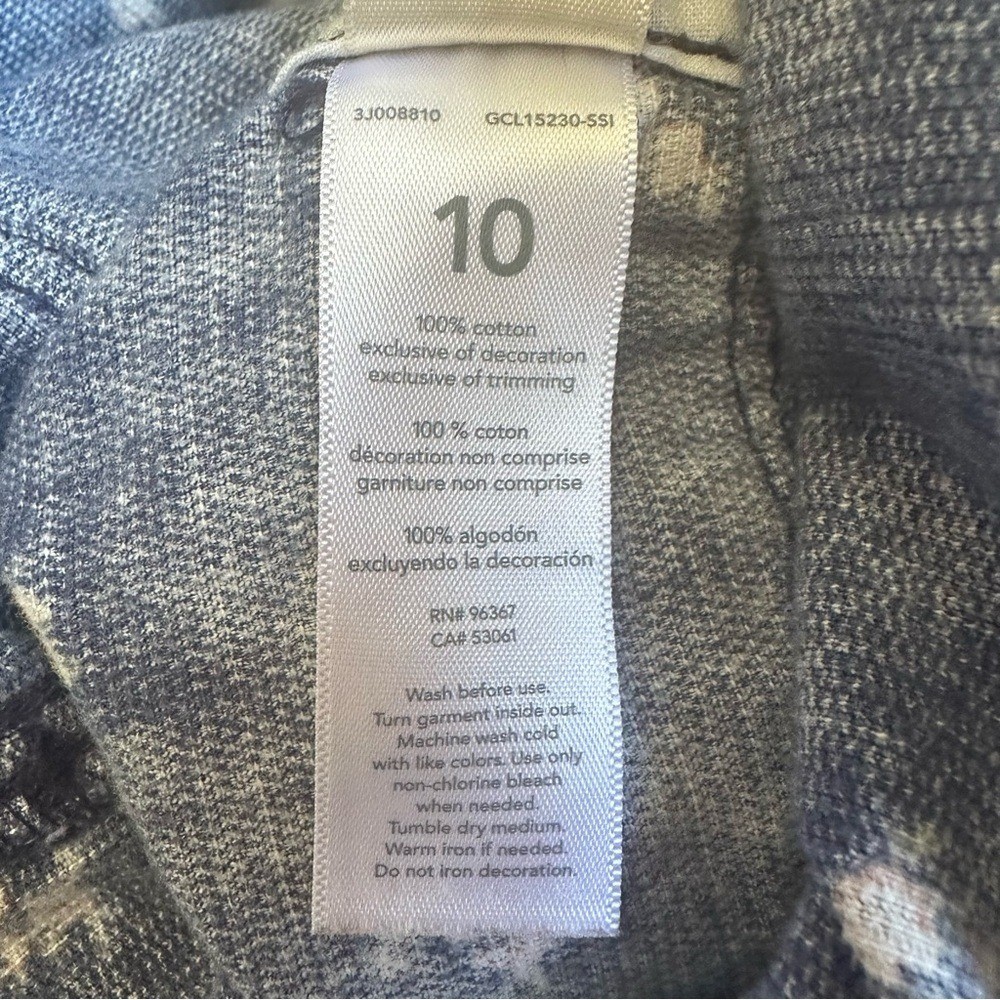 3J008810 GCL15230-SSI
10
100% cotton
exclusive of decoration
exclusive of trimming
100 % coton
décoration non comprise
garniture non comprise
100% algodón
excluyendo la decoración
RN# 96367
CA# 53061
Wash before use.
Turn garment inside out.
Machine wash cold
with like colors. Use only
non-chlorine bleach
when needed.
Tumble dry medium.
Warm iron if needed.
Do not iron decoration.